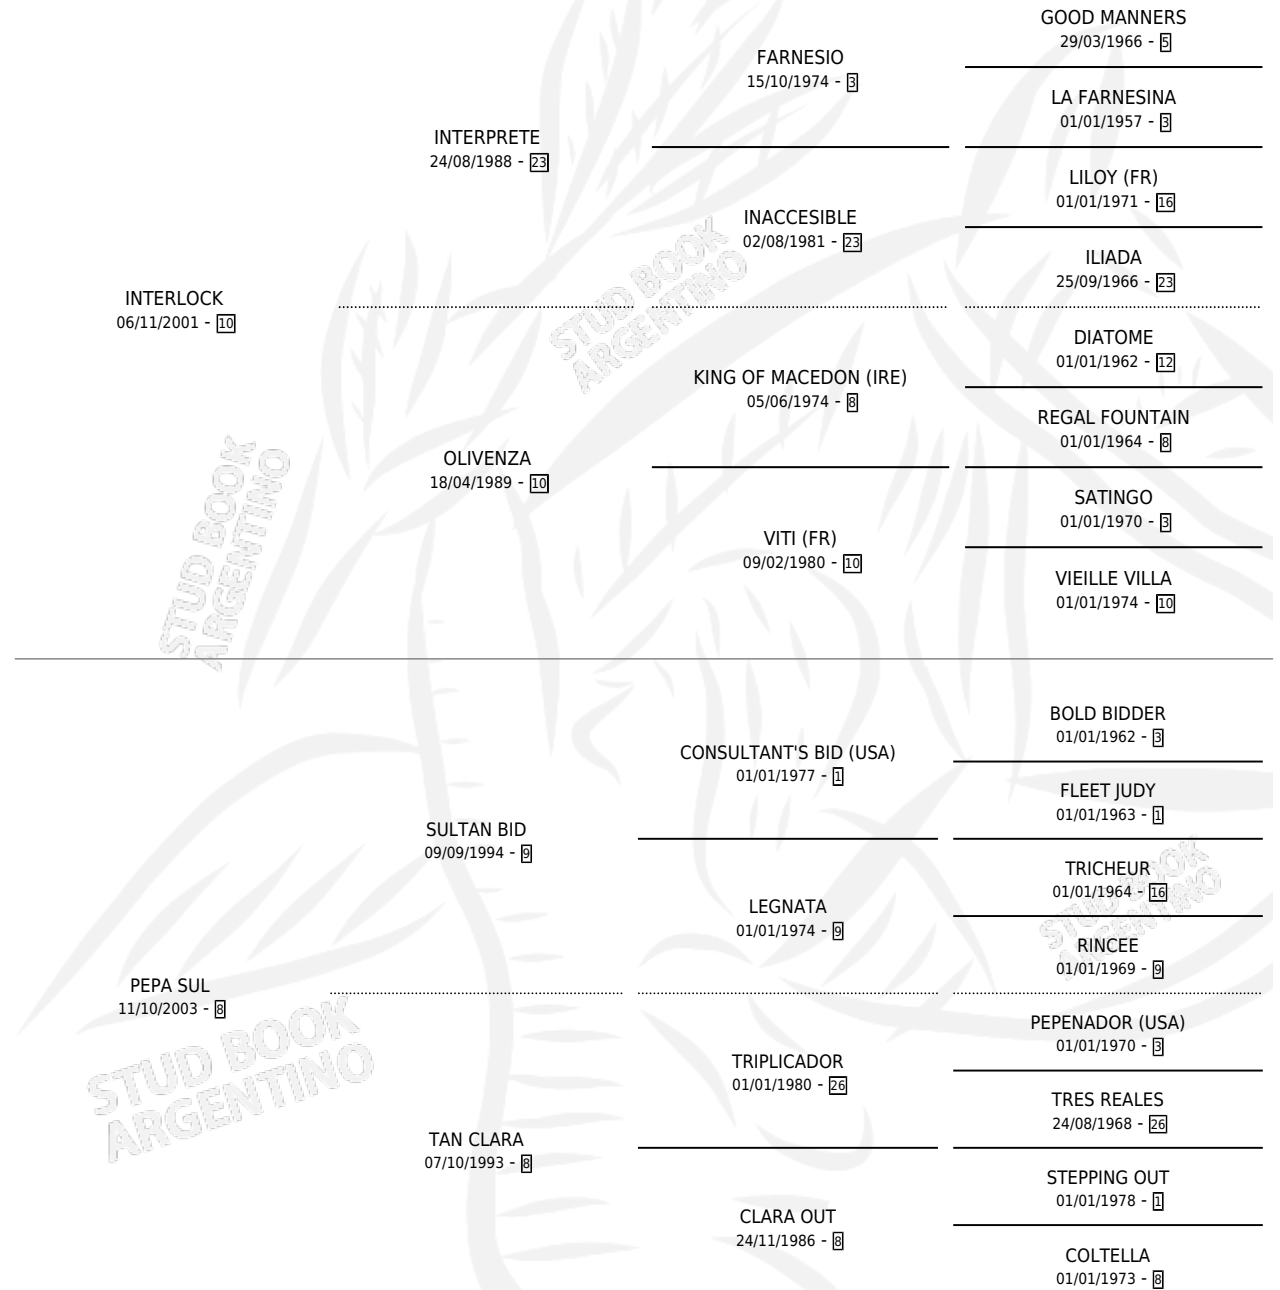 GOOD MANNERS
29/03/1966 - 5
FARNESIO
15/10/1974 - 3
LA FARNESINA
01/01/1957 - 3
INTERPRETE
24/08/1988 - 23
LILOY (FR)
01/01/1971 - 16
INACCESIBLE
02/08/1981 - 23
ILIADA
25/09/1966 - 23
INTERLOCK
06/11/2001 - 10
DIATOME
01/01/1962 - 12
KING OF MACEDON (IRE)
05/06/1974 - 8
REGAL FOUNTAIN
01/01/1964 - 8
OLIVENZA
18/04/1989 - 10
SATINGO
01/01/1970 - 3
VITI (FR)
09/02/1980 - 10
VIEILLE VILLA
01/01/1974 - 10
BOLD BIDDER
01/01/1962 - 3
CONSULTANT'S BID (USA)
01/01/1977 - 1
FLEET JUDY
01/01/1963 - 1
SULTAN BID
09/09/1994 - 9
TRICHEUR
01/01/1964 - 16
LEGNATA
01/01/1974 - 9
RINCEE
01/01/1969 - 9
PEPA SUL
11/10/2003 - 8
PEPENADOR (USA)
01/01/1970 - 3
TRIPLICADOR
01/01/1980 - 26
TRES REALES
24/08/1968 - 26
TAN CLARA
07/10/1993 - 8
STEPPING OUT
01/01/1978 - 1
CLARA OUT
24/11/1986 - 8
COLTELLA
01/01/1973 - 8
STUD BOOK
ARGENTINO
STUD BOOK
ARGENTINO
STUD BOOK
ARGENTINO
STUD BOOK
ARGENTINO